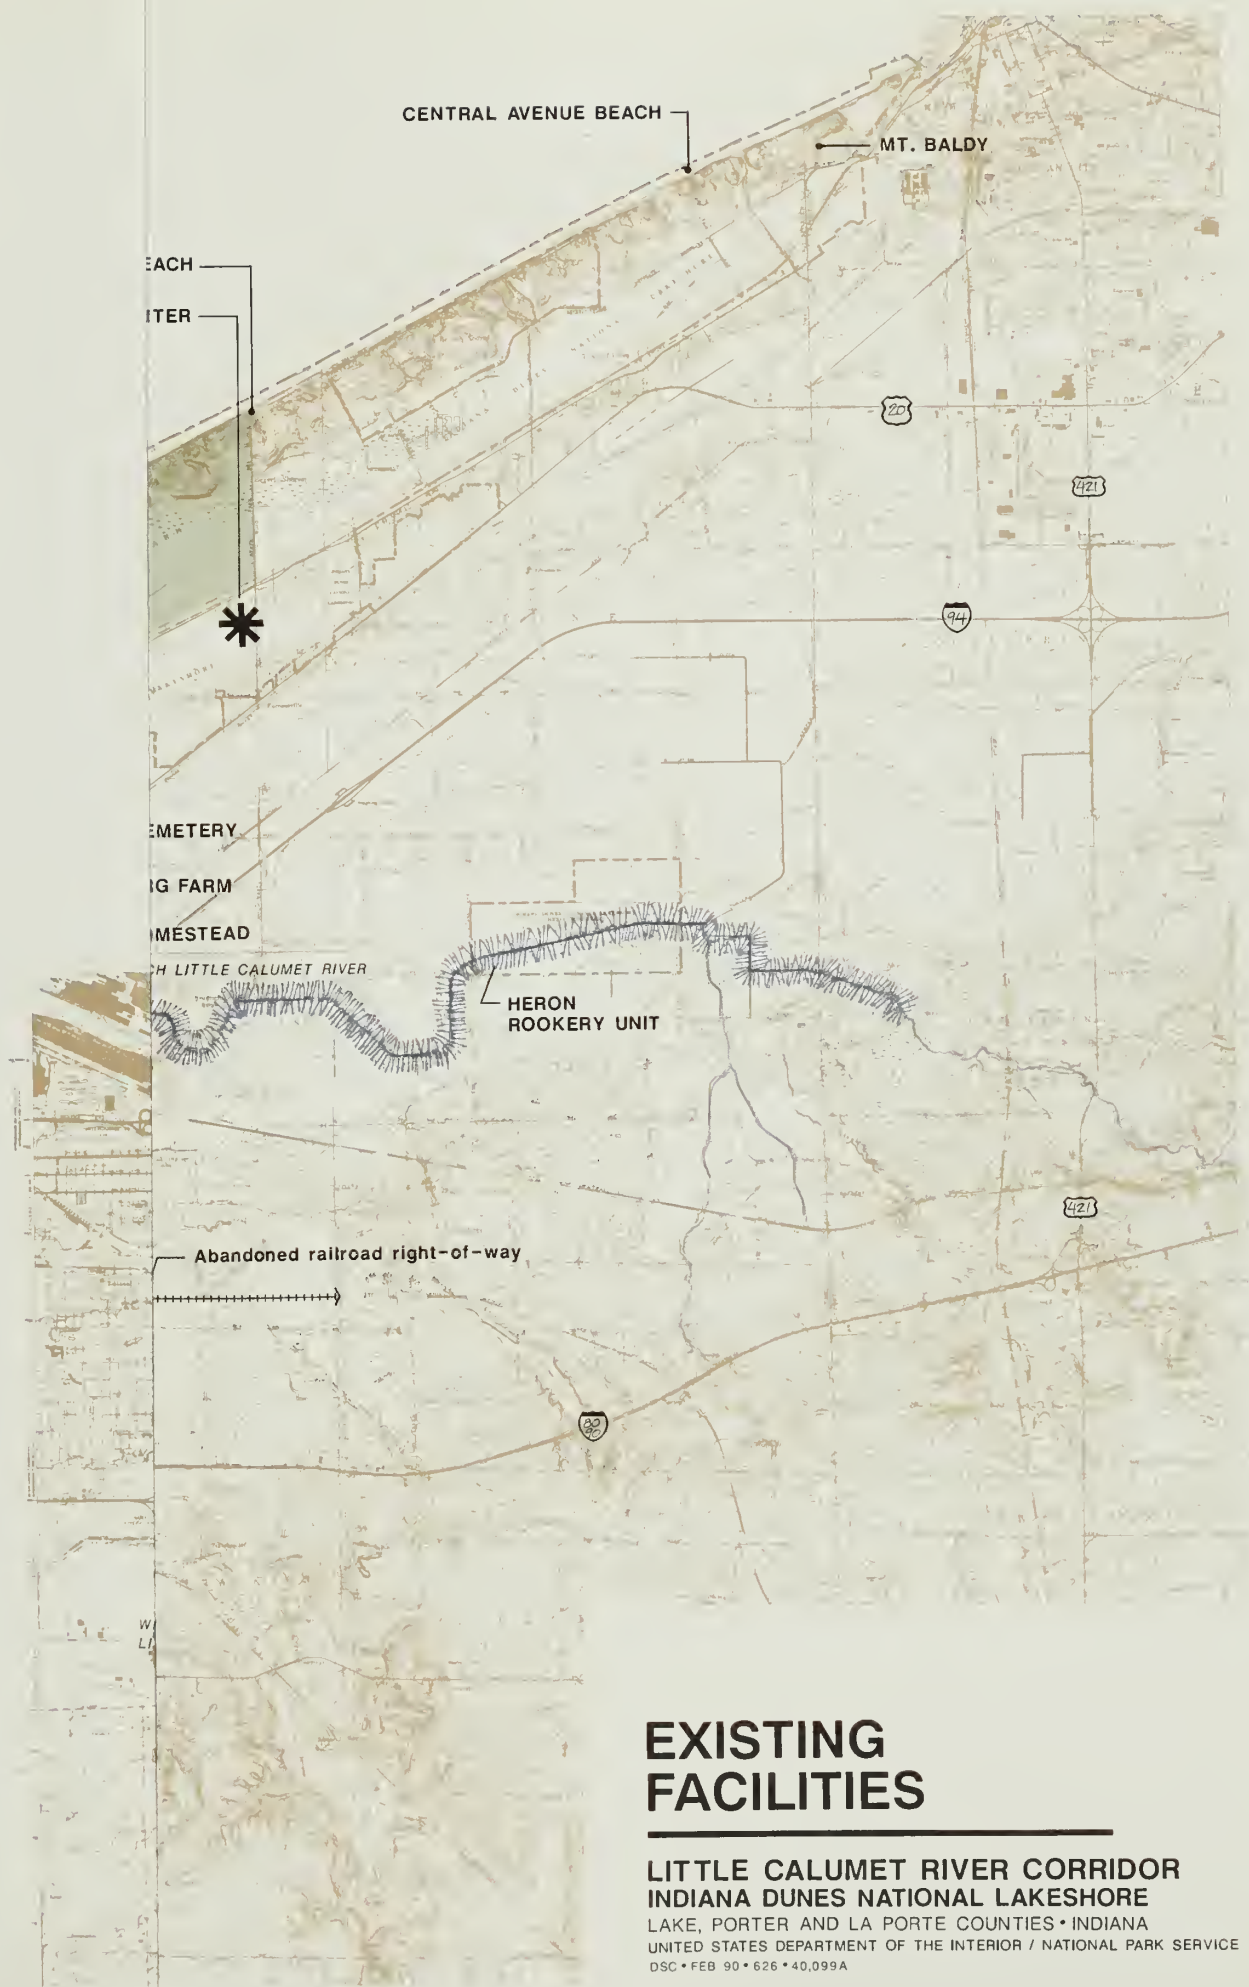 CENTRAL AVENUE BEACH
MT. BALDY
EACH
ITER
20
421
94
EMETERY
G FARM
MESTEAD
H LITTLE CALUMET RIVER
HERON
ROOKERY UNIT
421
Abandoned railroad right-of-way
80
90
W
LI
EXISTING
FACILITIES
LITTLE CALUMET RIVER CORRIDOR
INDIANA DUNES NATIONAL LAKESHORE
LAKE, PORTER AND LA PORTE COUNTIES • INDIANA
UNITED STATES DEPARTMENT OF THE INTERIOR / NATIONAL PARK SERVICE
DSC • FEB 90 • 626 • 40,099A